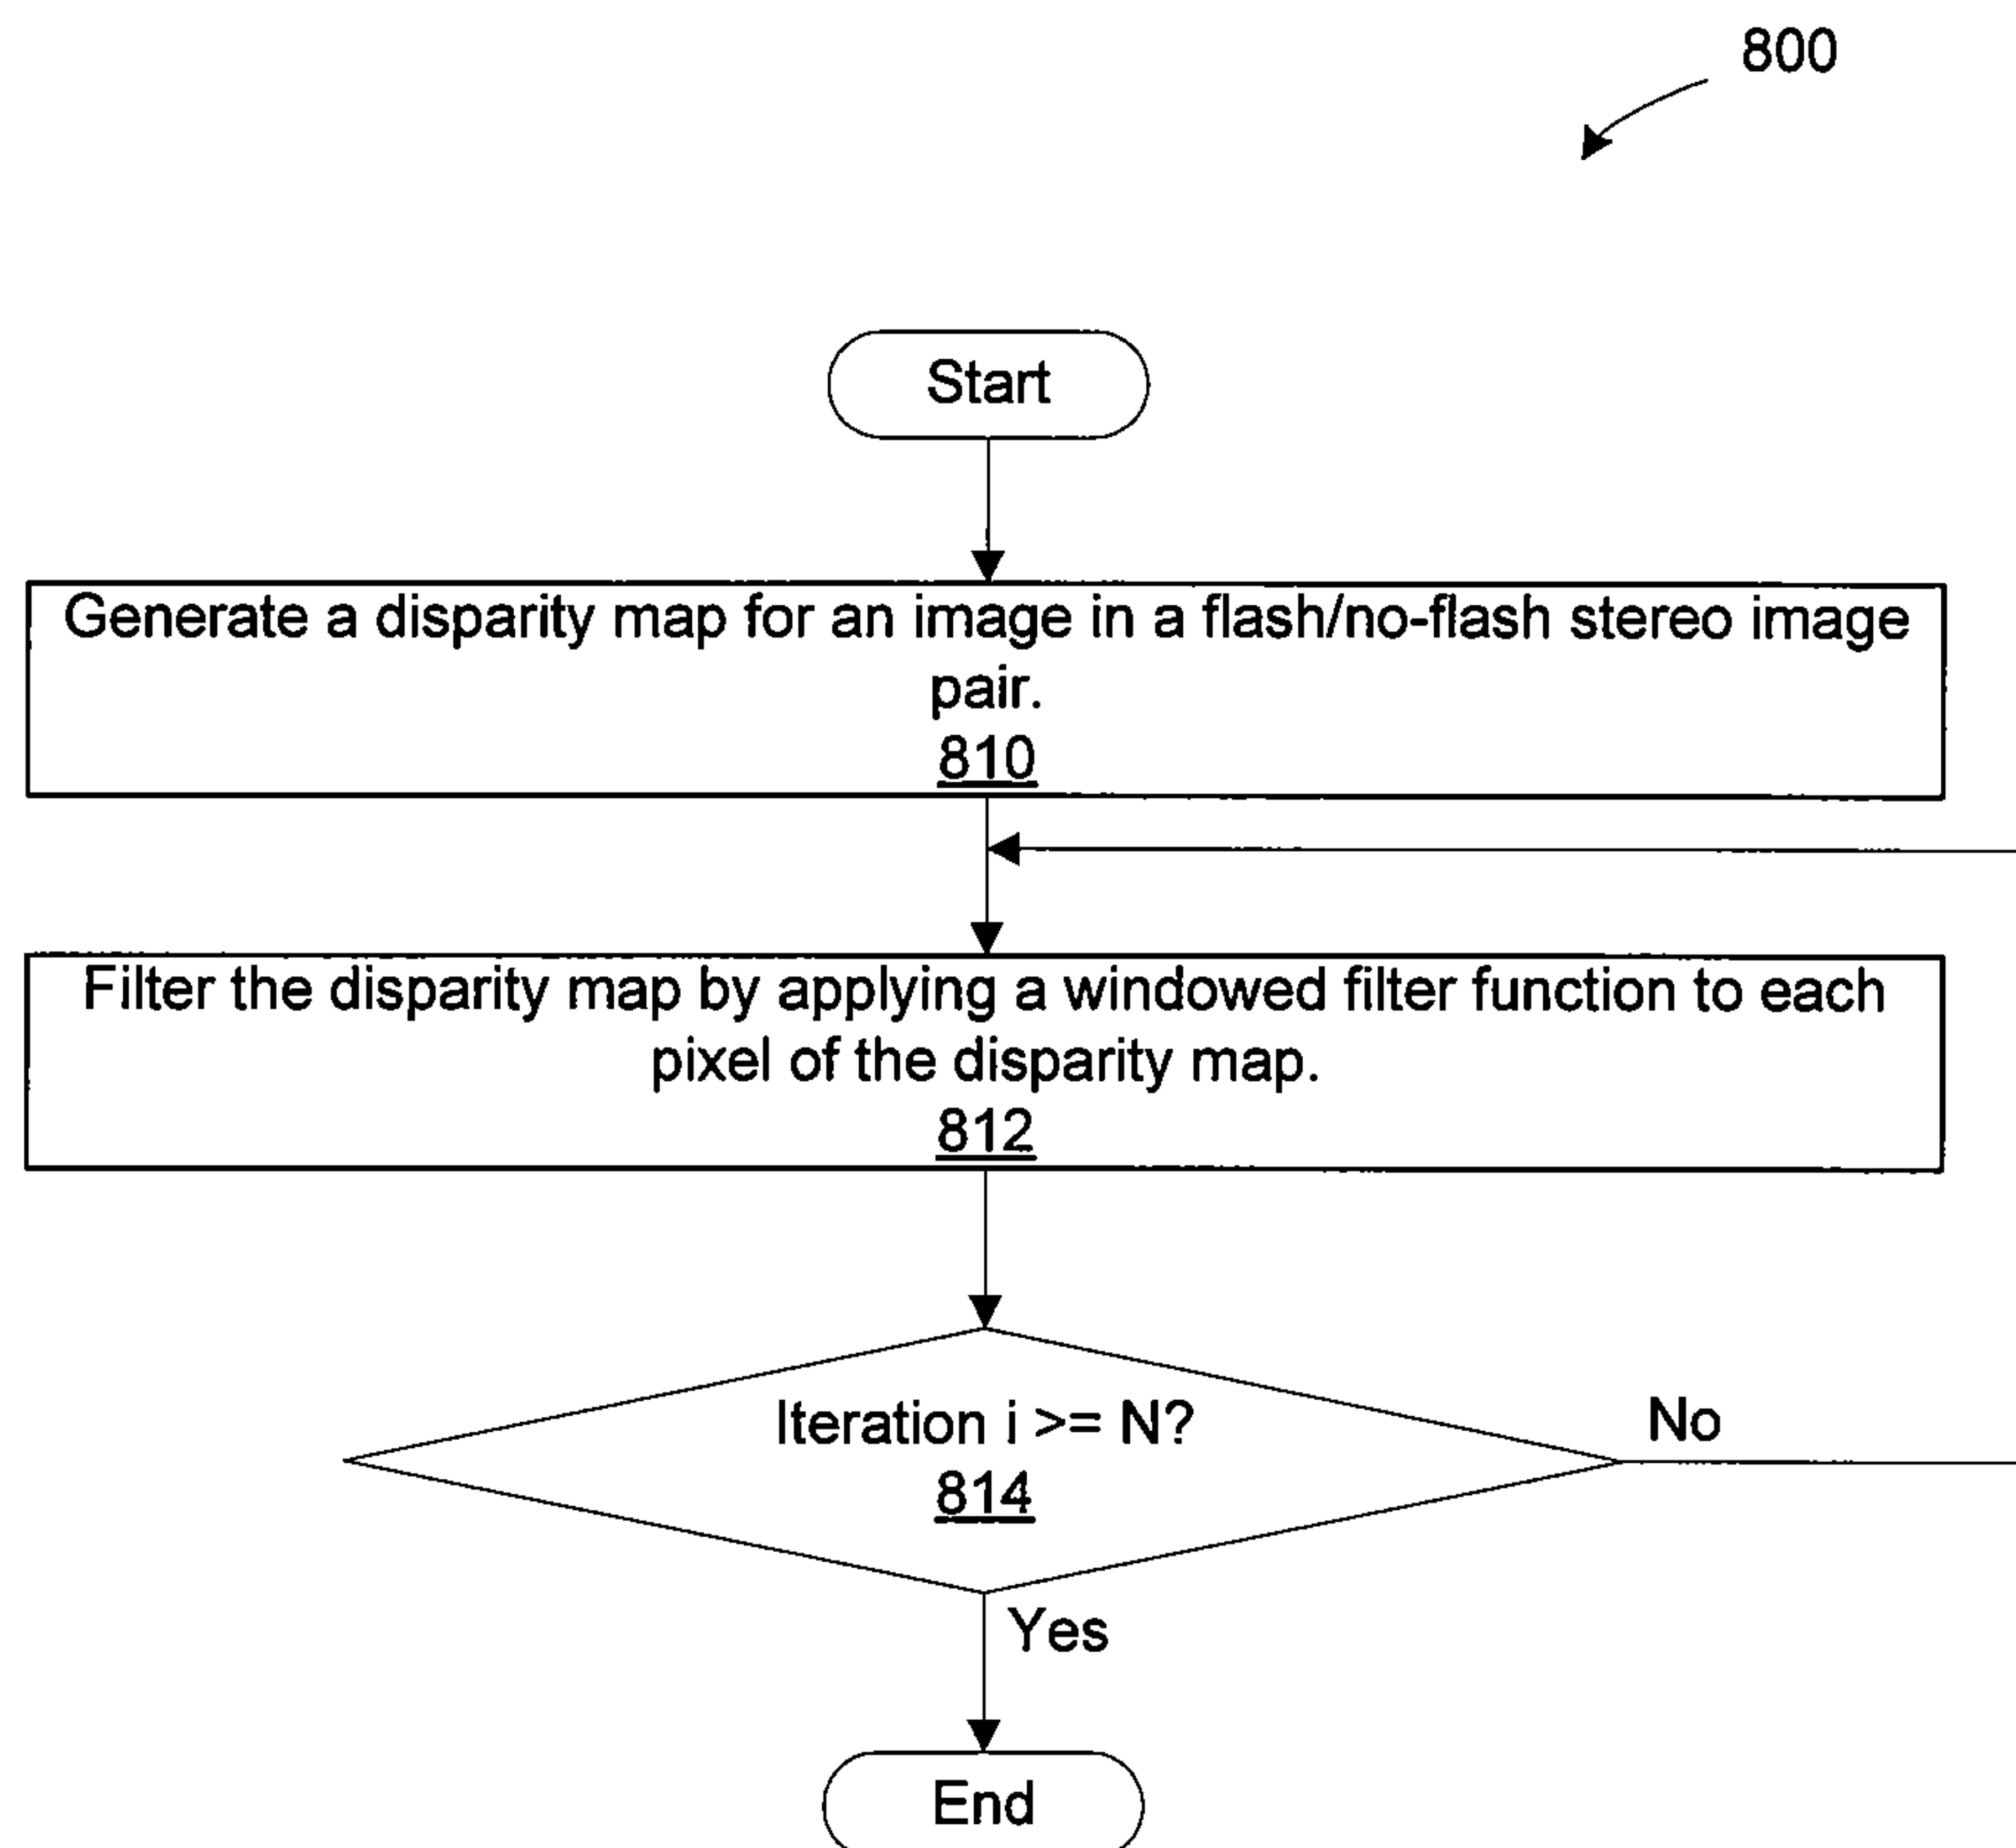 800
Start
Generate a disparity map for an image in a flash/no-flash stereo image
pair.
810
Filter the disparity map by applying a windowed filter function to each
pixel of the disparity map.
812
Iteration i >= N?
814
No
Yes
End